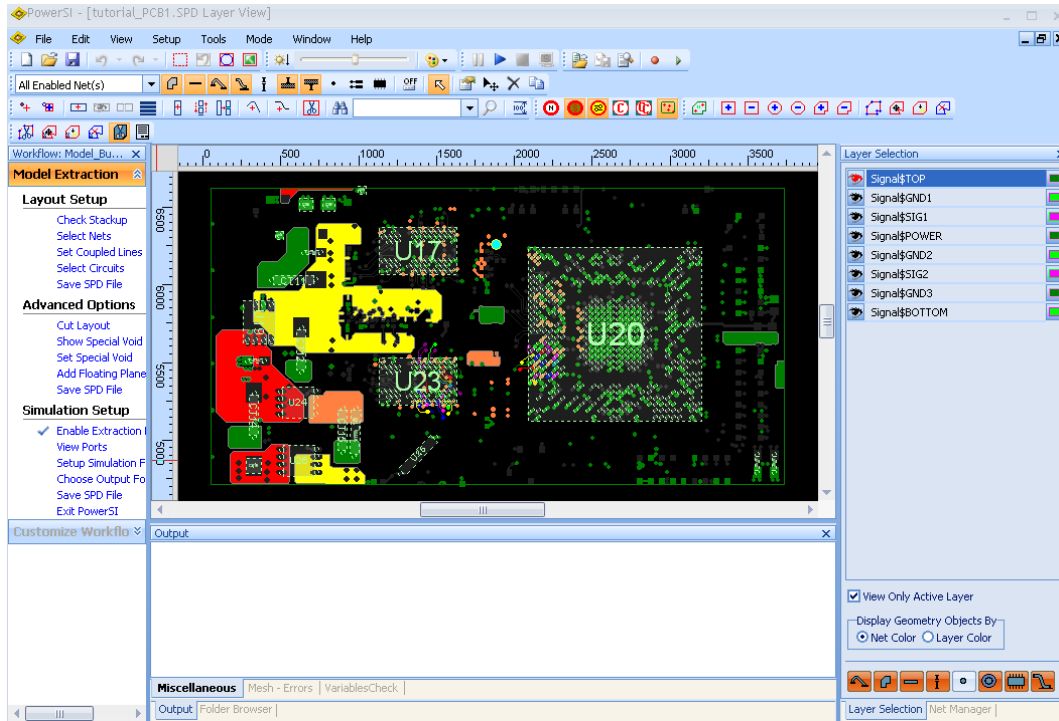 PowerSI - [tutorial_PCB1.SPD Layer View]
File Edit View Setup Tools Mode Window Help
All Enabled Net(s)
OFF
Workflow: Model_Bu... X
Model Extraction
Layout Setup
Check Stackup
Select Nets
Set Coupled Lines
Select Circuits
Save SPD File
Advanced Options
Cut Layout
Show Special Void
Set Special Void
Add Floating Plane
Save SPD File
Simulation Setup
Enable Extraction
View Ports
Setup Simulation F
Choose Output Fo
Save SPD File
Exit PowerSI
Customize Workflo
0 500 1000 1500 2000 2500 3000 3500
6500
6000
5500
5000
U17
U20
U23
U24
Output
Miscellaneous Mesh - Errors VariablesCheck
Output Folder Browser
Layer Selection
Signal$TOP
Signal$GND1
Signal$SIG1
Signal$POWER
Signal$GND2
Signal$SIG2
Signal$GND3
Signal$BOTTOM
View Only Active Layer
Display Geometry Objects By
Net Color Layer Color
Layer Selection Net Manager